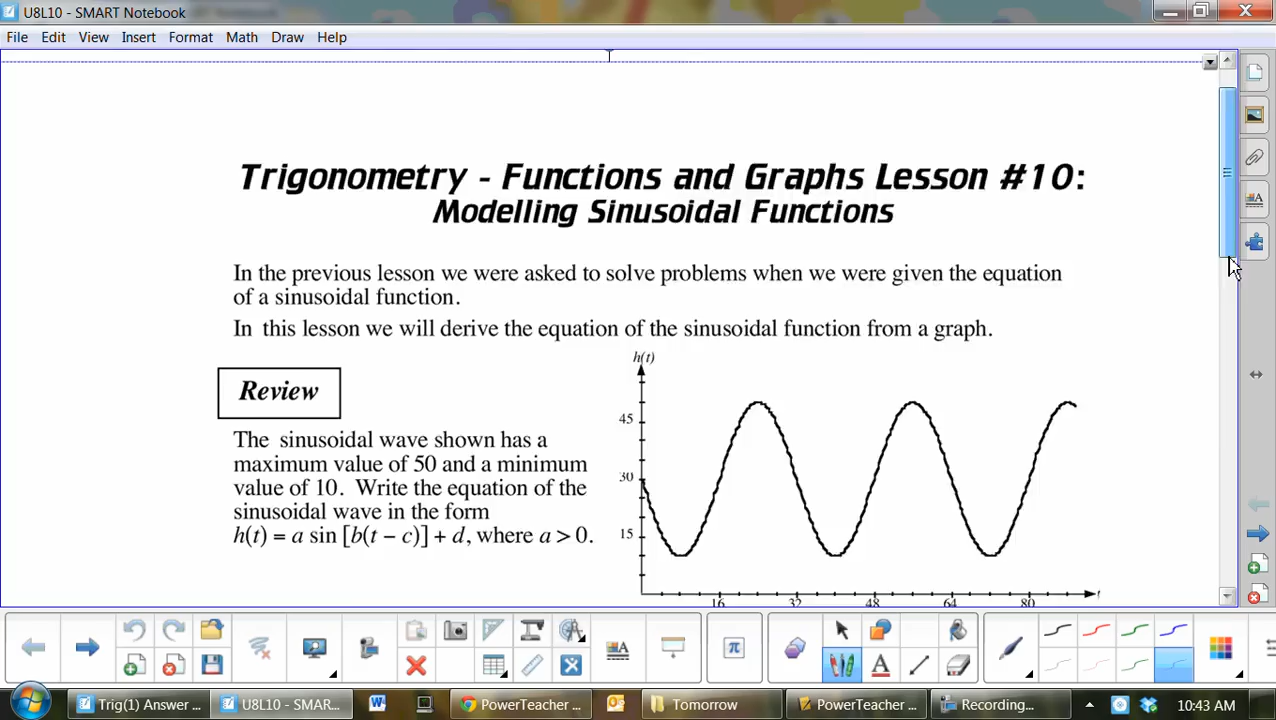 U8L10 - SMART Notebook
File Edit View Insert Format Math Draw Help
Trigonometry - Functions and Graphs Lesson #10:
Modelling Sinusoidal Functions
In the previous lesson we were asked to solve problems when we were given the equation
of a sinusoidal function.
In this lesson we will derive the equation of the sinusoidal function from a graph.
Review
The sinusoidal wave shown has a
maximum value of 50 and a minimum
value of 10. Write the equation of the
sinusoidal wave in the form
h(t) = a sin [b(t − c)] + d, where a > 0.
h(t)
45
30
15
16 32 48 64 80 t
π
A
W
Trig(1) Answer ... U8L10 - SMAR... PowerTeacher ... Tomorrow PowerTeacher ... Recording... 10:43 AM